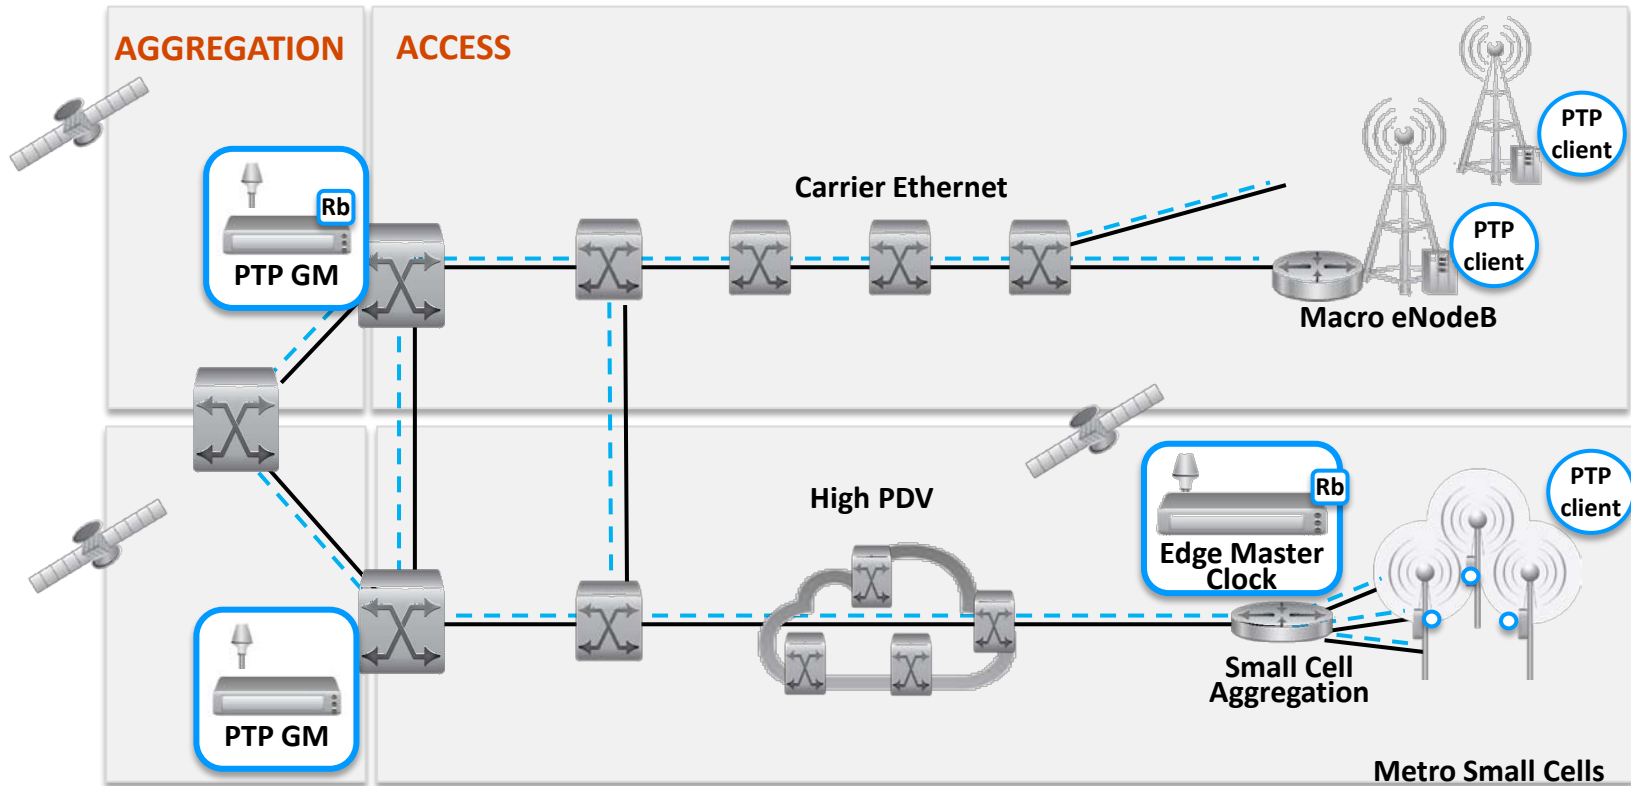 AGGREGATION
ACCESS
PTP
client
Carrier Ethernet
Rb
PTP GM
PTP
client
Macro eNodeB
High PDV
Rb
Edge Master
Clock
PTP
client
Small Cell
Aggregation
PTP GM
Metro Small Cells